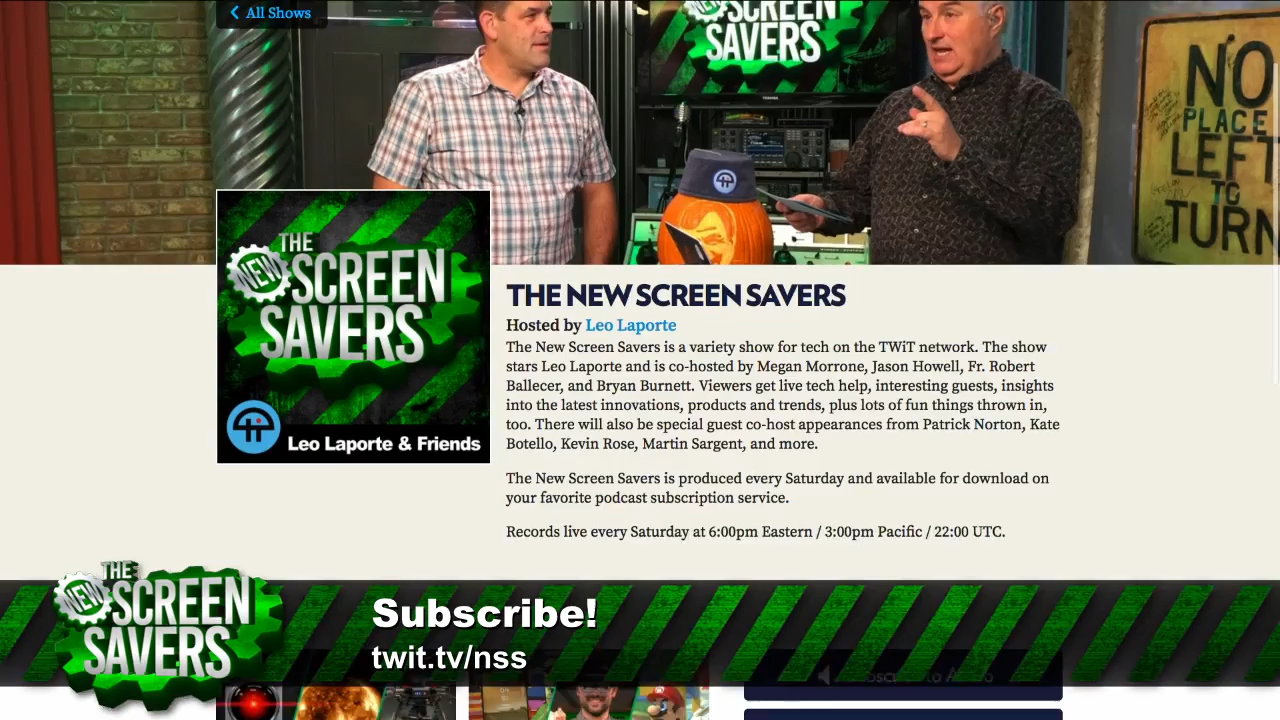 All Shows
SCREEN
SAVERS
TOSHIBA
NO
PLACE
LEFT
TO
TURN
THE
NEW
SCREEN
SAVERS
Leo Laporte & Friends
THE NEW SCREEN SAVERS
Hosted by Leo Laporte
The New Screen Savers is a variety show for tech on the TWiT network. The show
stars Leo Laporte and is co-hosted by Megan Morrone, Jason Howell, Fr. Robert
Ballecer, and Bryan Burnett. Viewers get live tech help, interesting guests, insights
into the latest innovations, products and trends, plus lots of fun things thrown in,
too. There will also be special guest co-host appearances from Patrick Norton, Kate
Botello, Kevin Rose, Martin Sargent, and more.
The New Screen Savers is produced every Saturday and available for download on
your favorite podcast subscription service.
Records live every Saturday at 6:00pm Eastern / 3:00pm Pacific / 22:00 UTC.
THE
NEW
SCREEN
SAVERS
Subscribe!
twit.tv/nss